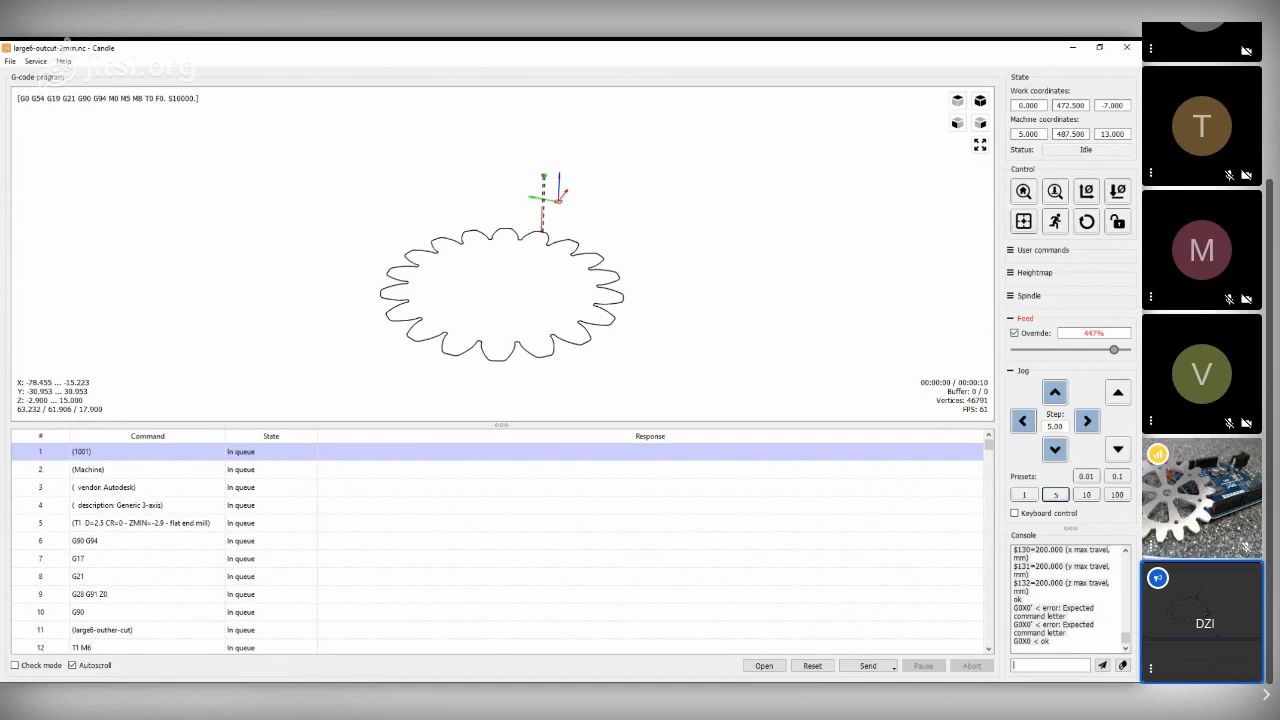 large6-outcut-2mm.nc - Candle
File Service Help
jitsi.org
G-code program
[G0 G54 G19 G21 G90 G94 M0 M5 M8 T0 F0. S10000.]
X: -78.455 ... -15.223
Y: -30.953 ... 30.953
Z: -2.900 ... 15.000
63.232 / 61.906 / 17.900
00:00:00 / 00:00:10
Buffer: 0 / 0
Vertices: 46791
FPS: 61
# Command State Response
1 (1001) In queue
2 (Machine) In queue
3 ( vendor: Autodesk) In queue
4 ( description: Generic 3-axis) In queue
5 (T1 D=2.5 CR=0 - ZMIN=-2.9 - flat end mill) In queue
6 G90 G94 In queue
7 G17 In queue
8 G21 In queue
9 G28 G91 Z0 In queue
10 G90 In queue
11 (large6-outher-cut) In queue
12 T1 M6 In queue
Check mode Autoscroll
Open Reset Send Pause Abort
State
Work coordinates:
0.000 472.500 -7.000
Machine coordinates:
5.000 487.500 13.000
Status: Idle
Control
User commands
Heightmap
Spindle
Feed
Override: 447%
Jog
Step:
5.00
Presets: 0.01 0.1
1 5 10 100
Keyboard control
Console
$130=200.000 (x max travel,
mm)
$131=200.000 (y max travel,
mm)
$132=200.000 (z max travel,
mm)
ok
G0X0' < error: Expected
command letter
G0X0' < error: Expected
command letter
G0X0 < ok
T
M
V
DZI